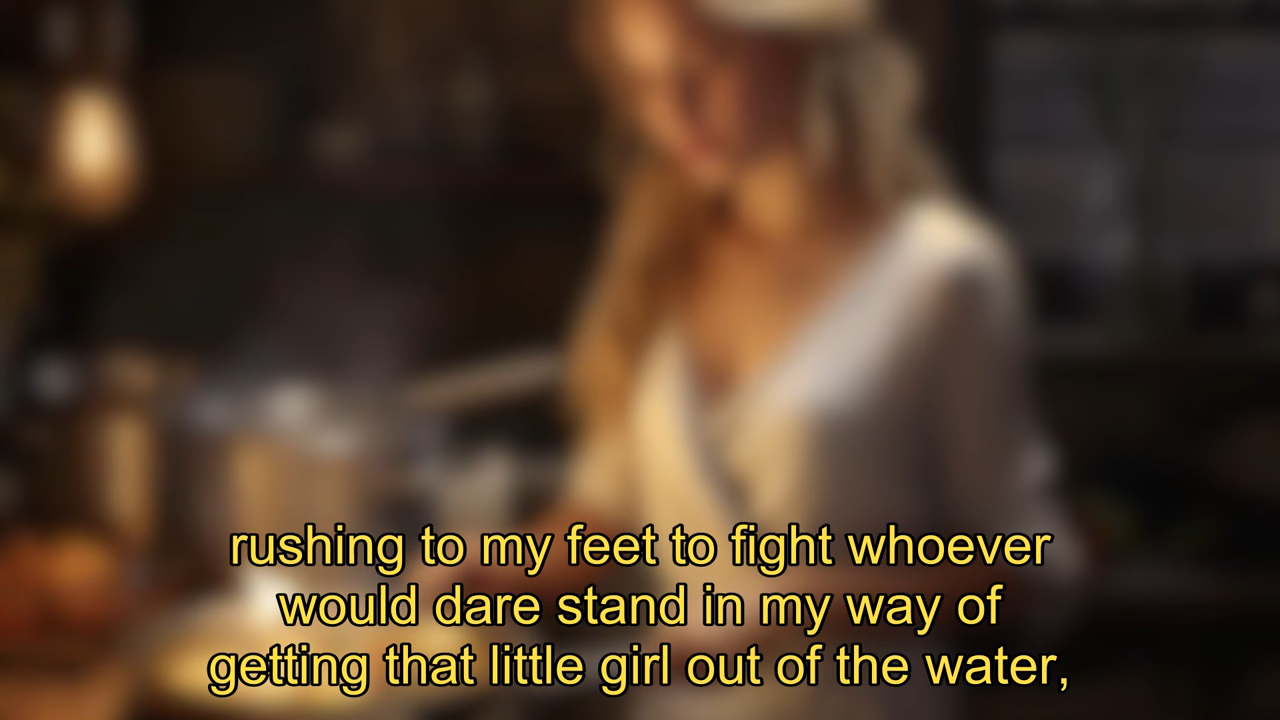 rushing to my feet to fight whoever
would dare stand in my way of
getting that little girl out of the water,